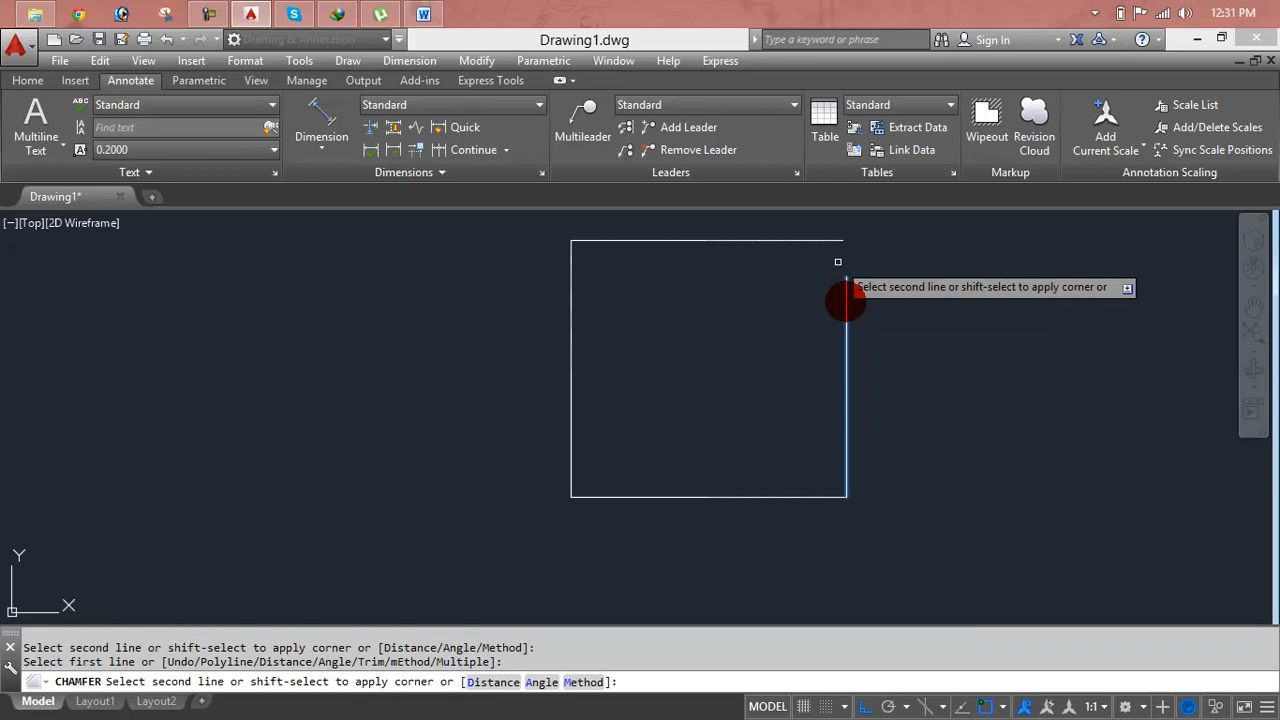 12:31 PM
Drafting & Annotation
Drawing1.dwg
Type a keyword or phrase
Sign In
File Edit View Insert Format Tools Draw Dimension Modify Parametric Window Help Express
Home Insert Annotate Parametric View Manage Output Add-ins Express Tools
Multiline
Text
ABC
Standard
Find text
0.2000
Text
Dimension
Standard
Quick
Continue
Dimensions
Multileader
Standard
Add Leader
Remove Leader
Leaders
Table
Standard
Extract Data
Link Data
Tables
Wipeout
Revision
Cloud
Markup
Add
Current Scale
Scale List
Add/Delete Scales
Sync Scale Positions
Annotation Scaling
Drawing1*
[−][Top][2D Wireframe]
Select second line or shift-select to apply corner or
Y
X
Select second line or shift-select to apply corner or [Distance/Angle/Method]:
Select first line or [Undo/Polyline/Distance/Angle/Trim/mEthod/Multiple]:
CHAMFER Select second line or shift-select to apply corner or [Distance Angle Method]:
Model Layout1 Layout2
MODEL
1:1